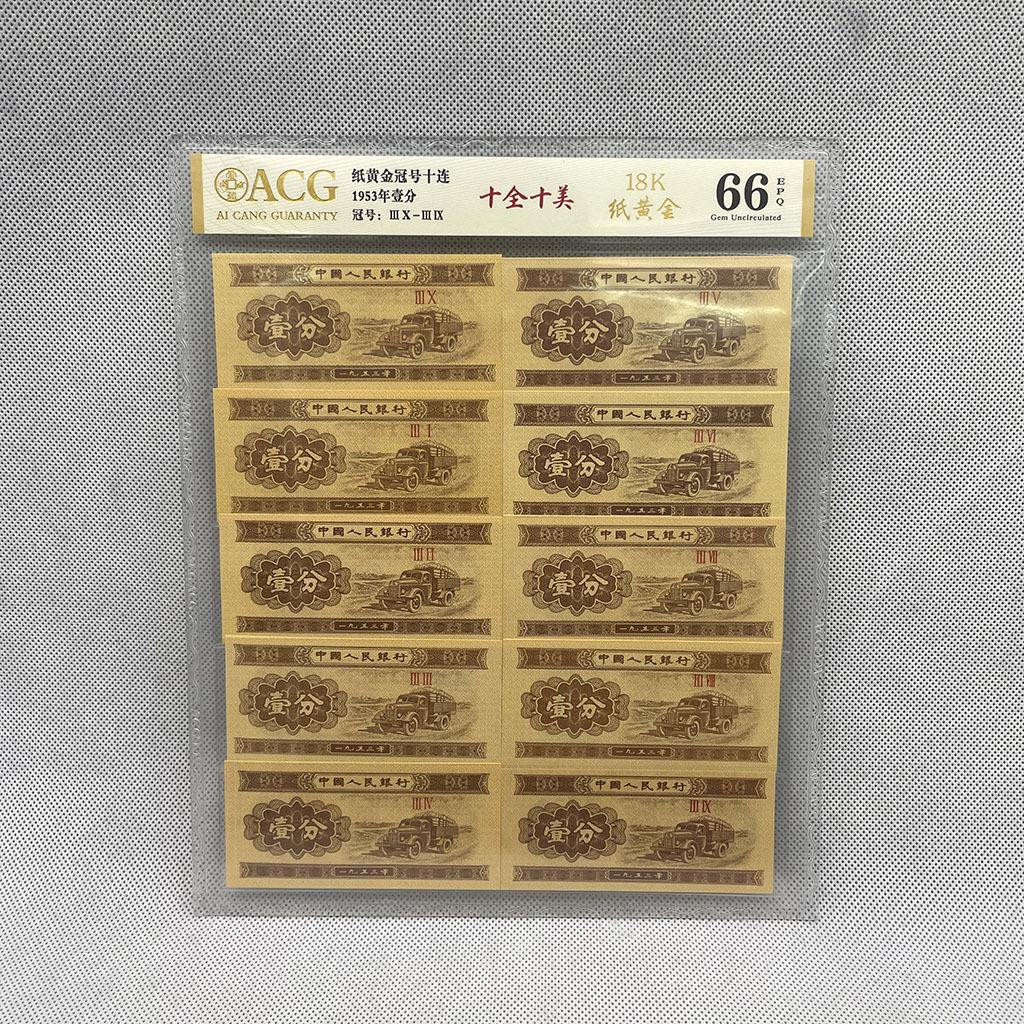 ACG
AI CANG GUARANTY
纸黄金冠号十连
1953年壹分
冠号：ⅢⅩ-ⅢⅨ
十全十美
18K
纸黄金
66
EPQ
Gem Uncirculated
中國人民銀行
ⅢⅩ
壹分
一九五三年
中國人民銀行
ⅢⅤ
壹分
一九五三年
中國人民銀行
ⅢⅠ
壹分
一九五三年
中國人民銀行
ⅢⅥ
壹分
一九五三年
中國人民銀行
ⅢⅡ
壹分
一九五三年
中國人民銀行
ⅢⅦ
壹分
一九五三年
中國人民銀行
ⅢⅢ
壹分
一九五三年
中國人民銀行
ⅢⅧ
壹分
一九五三年
中國人民銀行
ⅢⅣ
壹分
一九五三年
中國人民銀行
ⅢⅨ
壹分
一九五三年